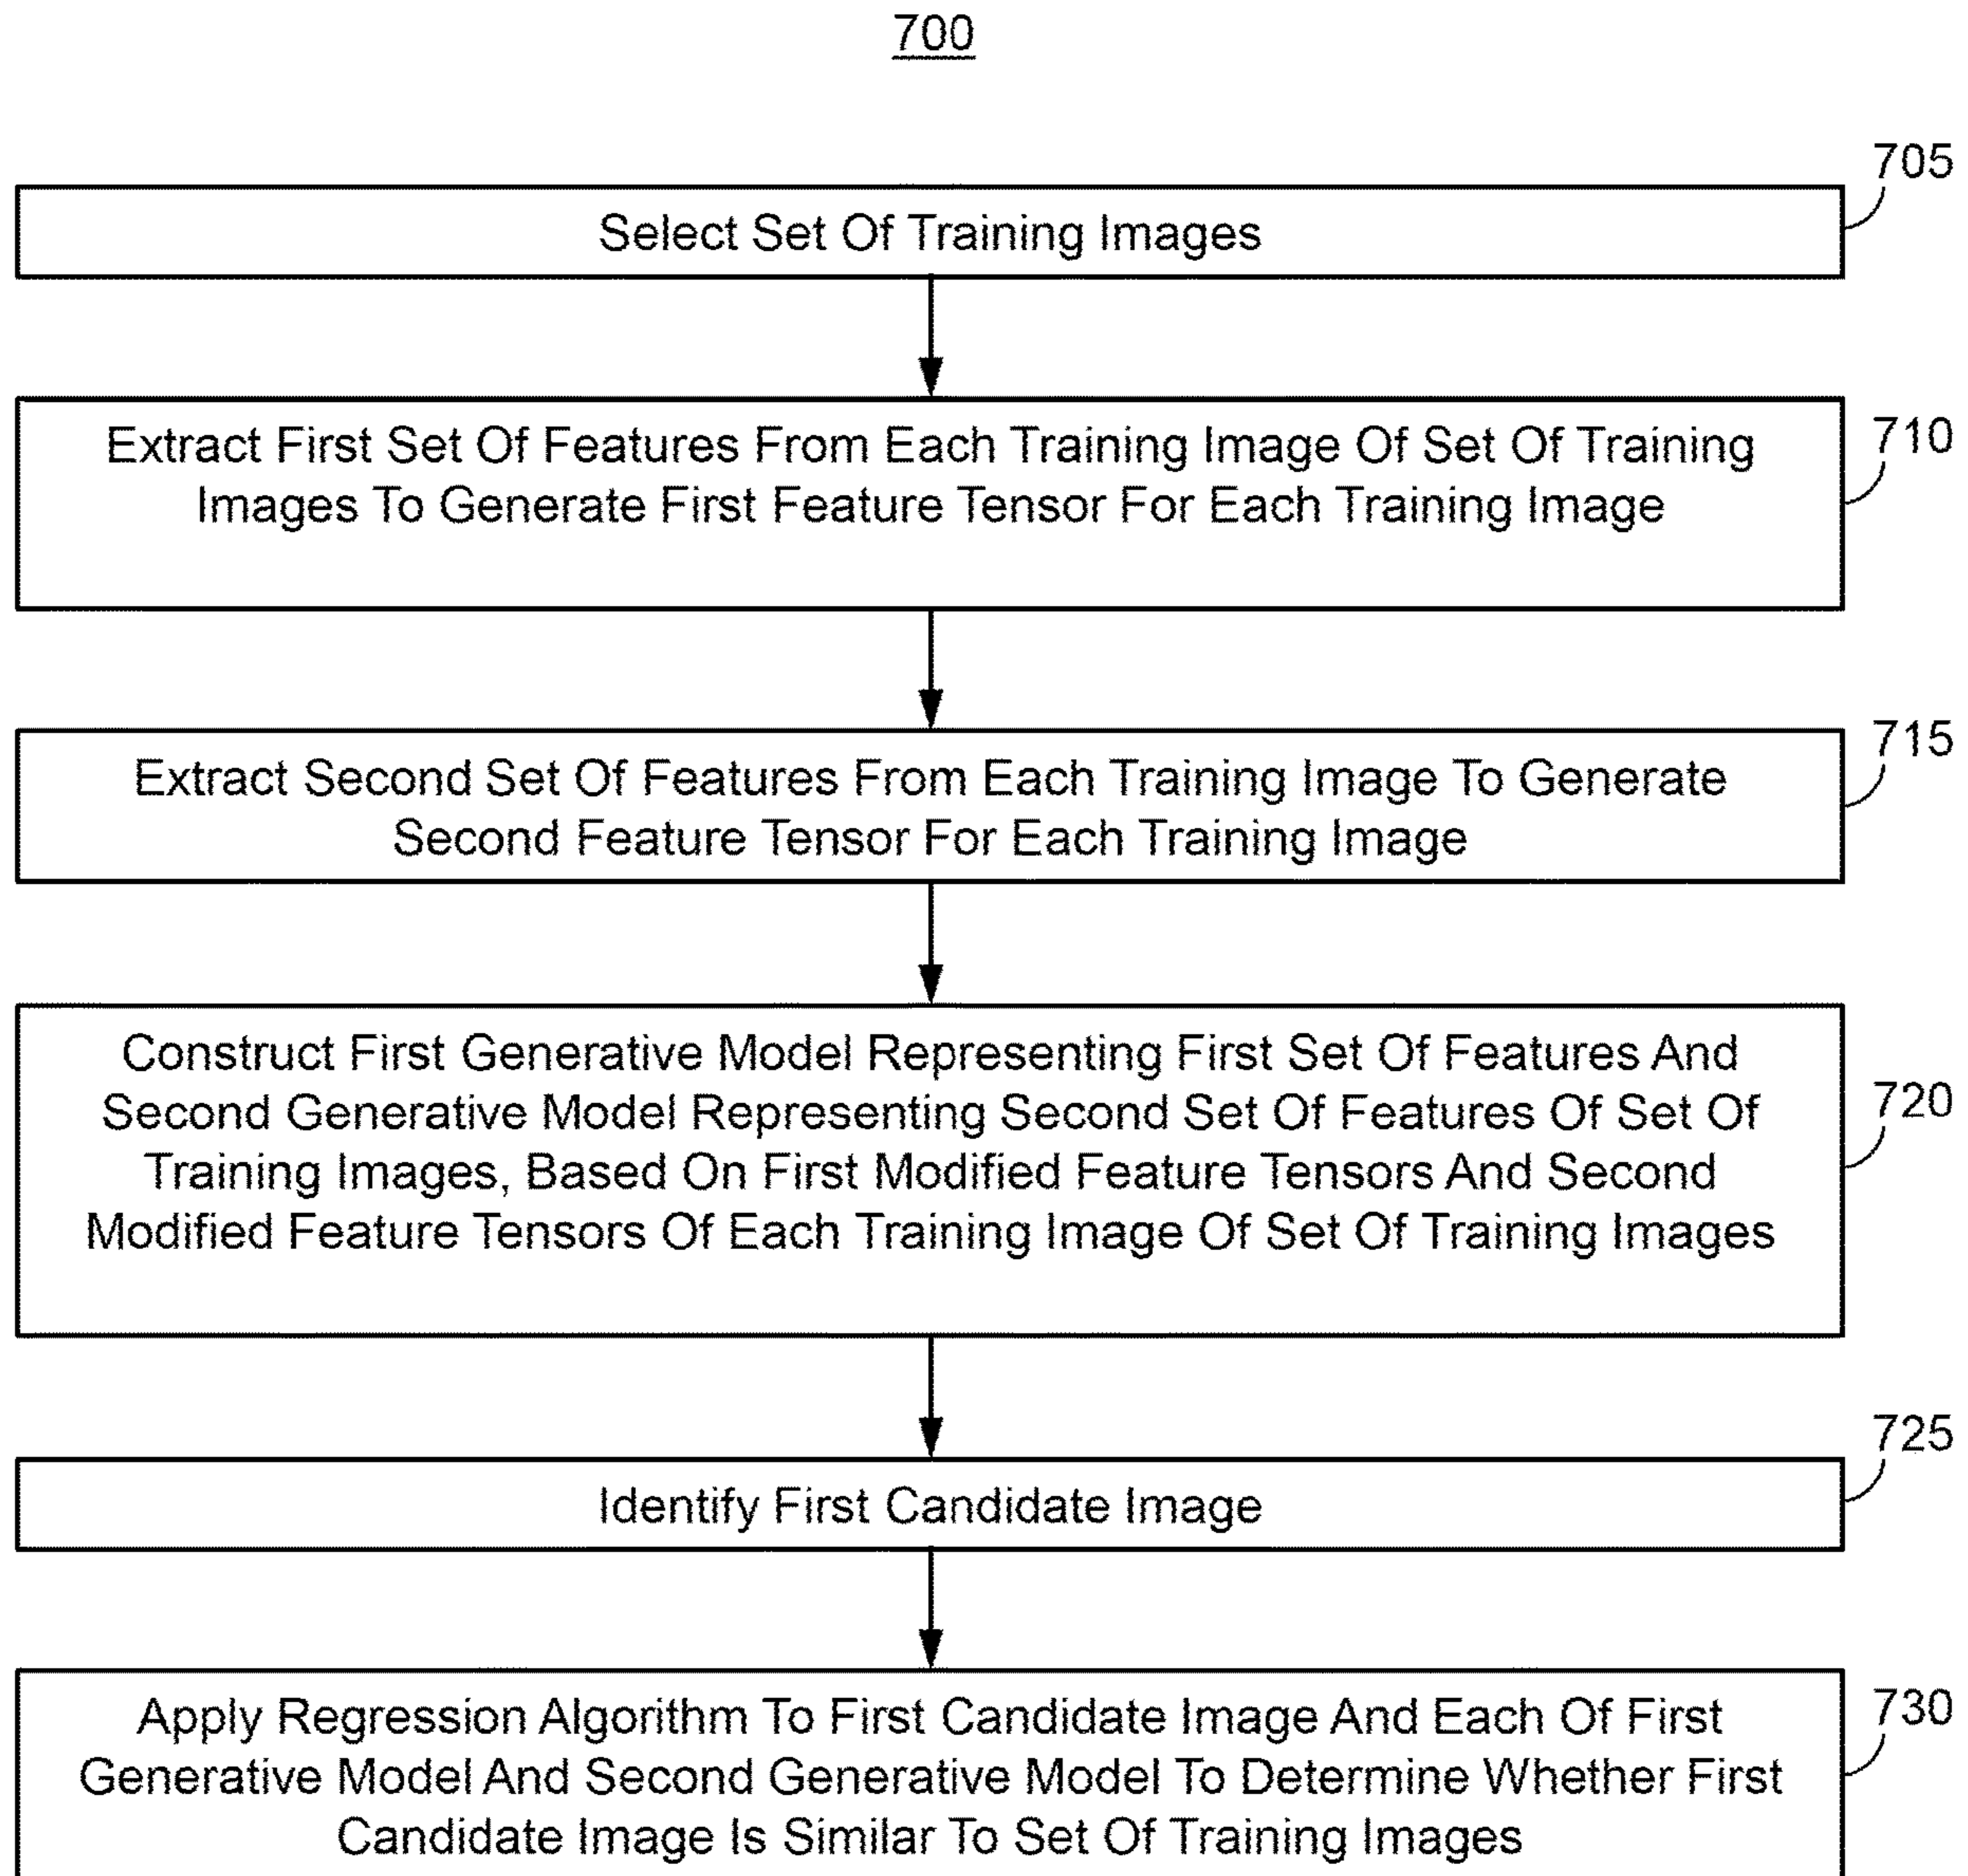 700
705
Select Set Of Training Images
710
Extract First Set Of Features From Each Training Image Of Set Of Training
Images To Generate First Feature Tensor For Each Training Image
715
Extract Second Set Of Features From Each Training Image To Generate
Second Feature Tensor For Each Training Image
720
Construct First Generative Model Representing First Set Of Features And
Second Generative Model Representing Second Set Of Features Of Set Of
Training Images, Based On First Modified Feature Tensors And Second
Modified Feature Tensors Of Each Training Image Of Set Of Training Images
725
Identify First Candidate Image
730
Apply Regression Algorithm To First Candidate Image And Each Of First
Generative Model And Second Generative Model To Determine Whether First
Candidate Image Is Similar To Set Of Training Images